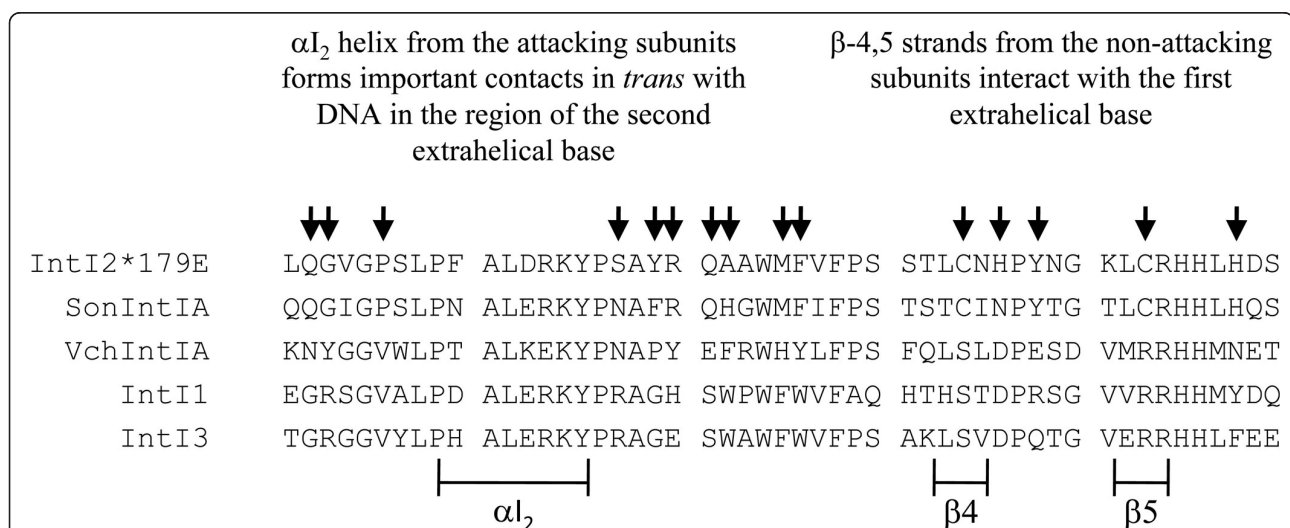 αI2 helix from the attacking subunits
forms important contacts in trans with
DNA in the region of the second
extrahelical base
β-4,5 strands from the non-attacking
subunits interact with the first
extrahelical base
IntI2*179E LQGVGPSLPF ALDRKYPSAYR QAAWMFVFPS STLCNHPYNG KLCRHHLHDS
SonIntIA QQGIGPSLPN ALERKYPNAFR QHGWMFIFPS TSTCINPYTG TLCRHHLHQS
VchIntIA KNYGGVWLPT ALKEKYPNAPY EFRWHYLFPS FQLSLDPESD VMRRHHMNET
IntI1 EGRSGVALPD ALERKYPRAGH SWPWFWVFAQ HTHSTDPRSG VVRRHHMYDQ
IntI3 TGRGGVYLPH ALERKYPRAGE SWAWFWVFPS AKLSVDPQTG VERRHHLFEE
αI2 β4 β5